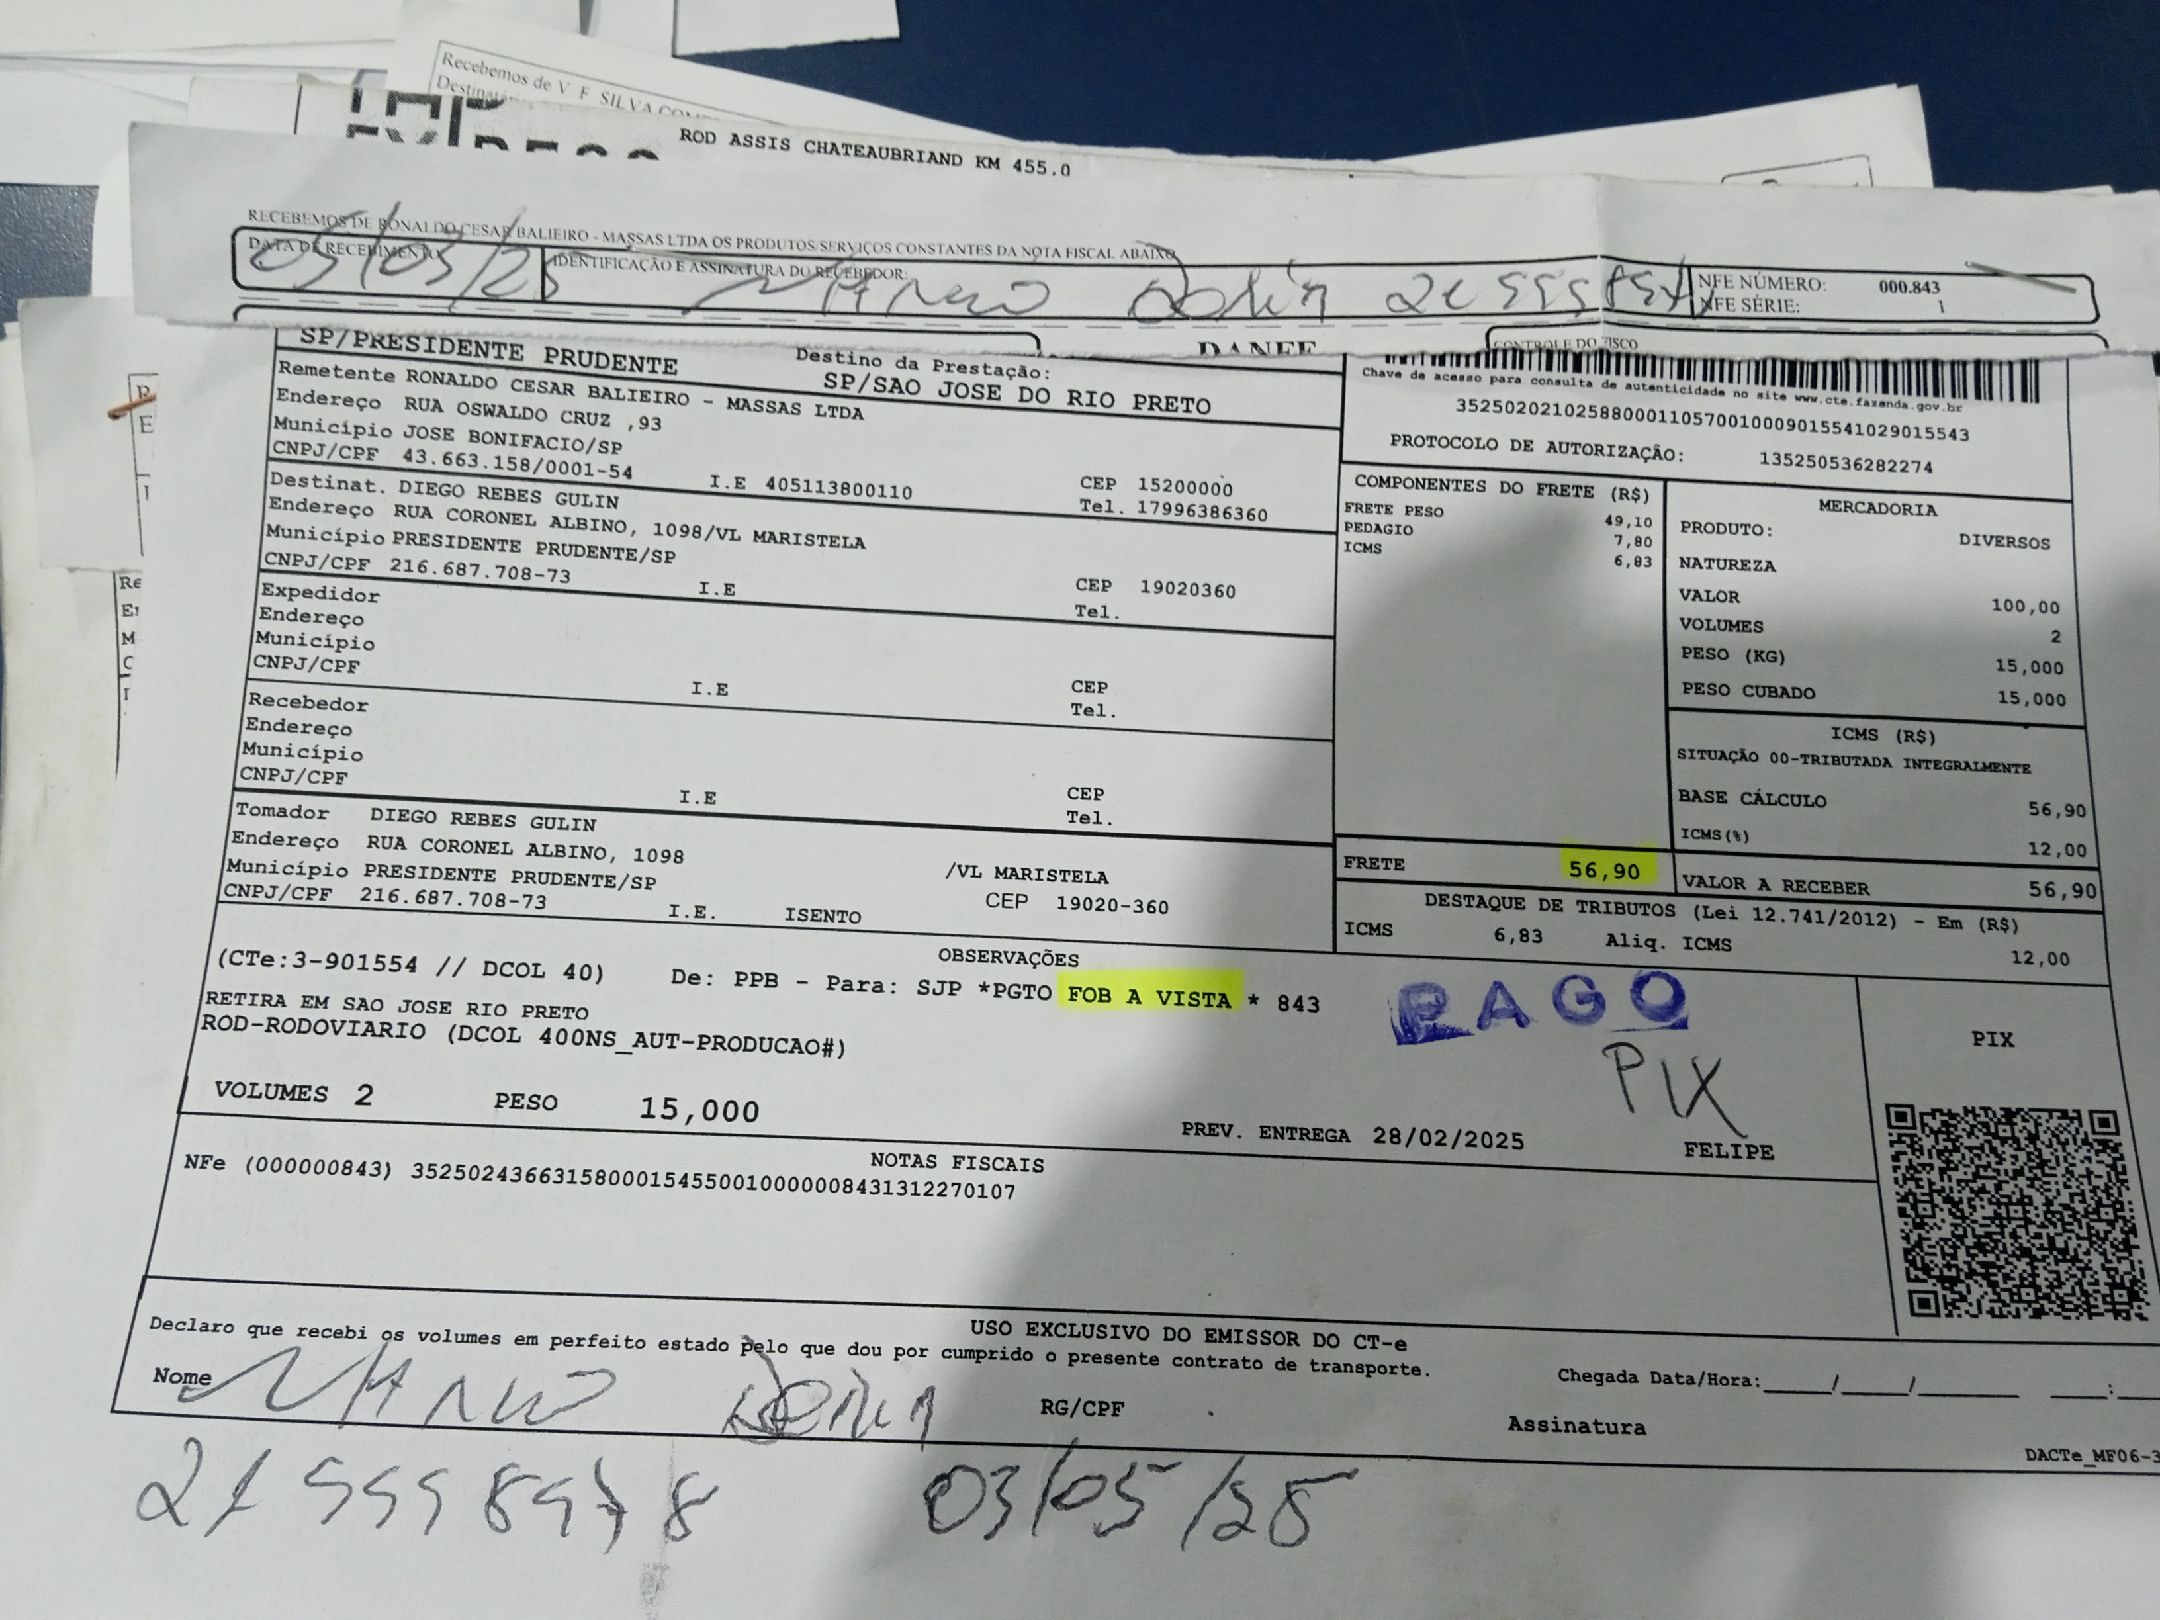 Recebemos de V F SILVA
ROD ASSIS CHATEAUBRIAND KM 455.0
RECEBEMOS DE RONALDO CESAR BALIEIRO - MASSAS LTDA OS PRODUTOS/SERVIÇOS CONSTANTES DA NOTA FISCAL ABAIXO
DATA DE RECEBIMENTO: IDENTIFICAÇÃO E ASSINATURA DO RECEBEDOR: NFE NÚMERO: 000.843
05/03/25 NFE SÉRIE: 1
DANFE CONTROLE DO FISCO
SP/PRESIDENTE PRUDENTE Destino da Prestação:
SP/SAO JOSE DO RIO PRETO
Remetente RONALDO CESAR BALIEIRO - MASSAS LTDA
Endereço RUA OSWALDO CRUZ ,93
Município JOSE BONIFACIO/SP CEP 15200000
CNPJ/CPF 43.663.158/0001-54 I.E 405113800110 Tel. 17996386360
Destinat. DIEGO REBES GULIN
Endereço RUA CORONEL ALBINO, 1098/VL MARISTELA
Município PRESIDENTE PRUDENTE/SP CEP 19020360
CNPJ/CPF 216.687.708-73 I.E Tel.
Expedidor
Endereço
Município CEP
CNPJ/CPF I.E Tel.
Recebedor
Endereço
Município CEP
CNPJ/CPF I.E Tel.
Tomador DIEGO REBES GULIN
Endereço RUA CORONEL ALBINO, 1098 /VL MARISTELA
Município PRESIDENTE PRUDENTE/SP CEP 19020-360
CNPJ/CPF 216.687.708-73 I.E. ISENTO
Chave de acesso para consulta de autenticidade no site www.cte.fazenda.gov.br
35250202102588000110570010009015541029015543
PROTOCOLO DE AUTORIZAÇÃO: 135250536282274
COMPONENTES DO FRETE (R$)
FRETE PESO 49,10
PEDAGIO 7,80
ICMS 6,83
FRETE 56,90
MERCADORIA
PRODUTO: DIVERSOS
NATUREZA
VALOR 100,00
VOLUMES 2
PESO (KG) 15,000
PESO CUBADO 15,000
ICMS (R$)
SITUAÇÃO 00-TRIBUTADA INTEGRALMENTE
BASE CÁLCULO 56,90
ICMS(%) 12,00
VALOR A RECEBER 56,90
DESTAQUE DE TRIBUTOS (Lei 12.741/2012) - Em (R$)
ICMS 6,83 Aliq. ICMS 12,00
OBSERVAÇÕES
(CTe:3-901554 // DCOL 40) De: PPB - Para: SJP *PGTO FOB A VISTA * 843
RETIRA EM SAO JOSE RIO PRETO
ROD-RODOVIARIO (DCOL 400NS_AUT-PRODUCAO#)
PAGO
PIX
PIX
VOLUMES 2 PESO 15,000 PREV. ENTREGA 28/02/2025 FELIPE
NOTAS FISCAIS
NFe (000000843) 35250243663158000154550010000008431312270107
USO EXCLUSIVO DO EMISSOR DO CT-e
Declaro que recebi os volumes em perfeito estado pelo que dou por cumprido o presente contrato de transporte.
Chegada Data/Hora:____/____/______ ___:
Nome RG/CPF Assinatura
DACTe_MF06-3
03/05/25